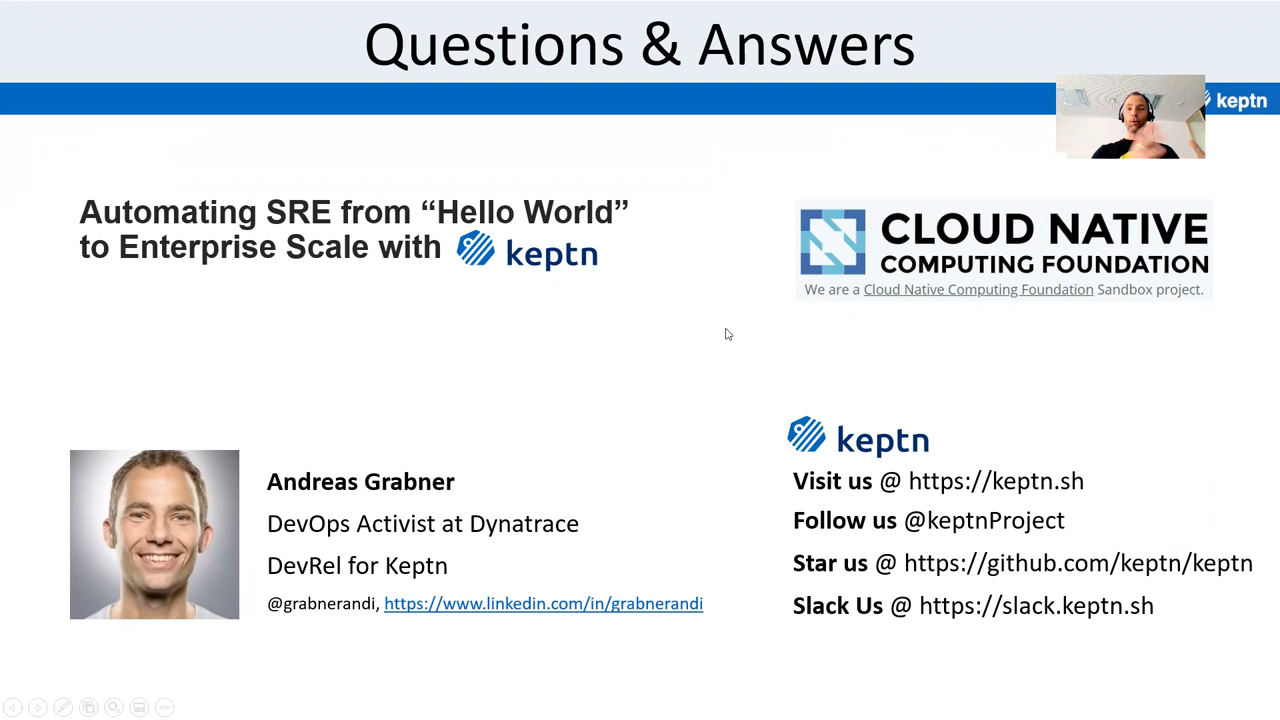 Questions & Answers
keptn
Automating SRE from “Hello World”
to Enterprise Scale with keptn
CLOUD NATIVE
COMPUTING FOUNDATION
We are a Cloud Native Computing Foundation Sandbox project.
Andreas Grabner
DevOps Activist at Dynatrace
DevRel for Keptn
@grabnerandi, https://www.linkedin.com/in/grabnerandi
keptn
Visit us @ https://keptn.sh
Follow us @keptnProject
Star us @ https://github.com/keptn/keptn
Slack Us @ https://slack.keptn.sh